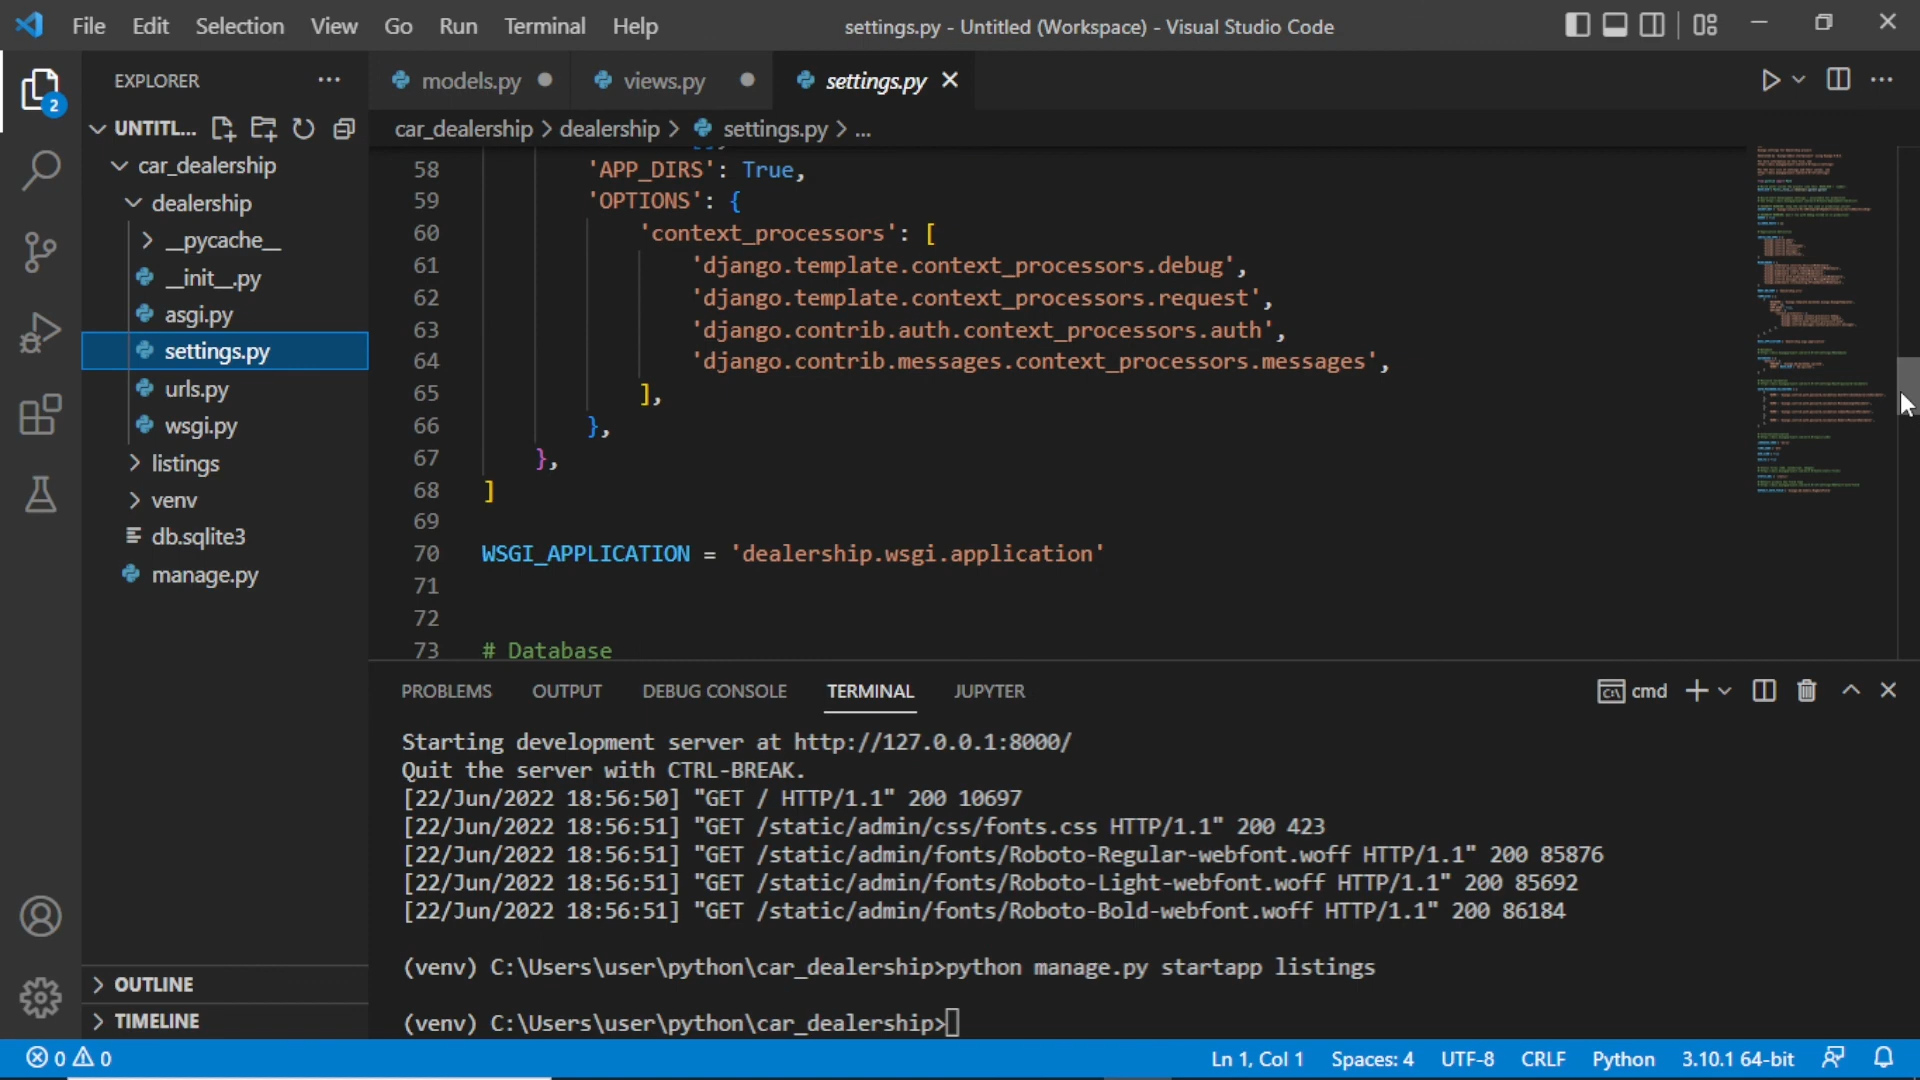 File Edit Selection View Go Run Terminal Help
settings.py - Untitled (Workspace) - Visual Studio Code
EXPLORER
models.py
views.py
settings.py
UNTITL...
car_dealership > dealership > settings.py > ...
2
car_dealership
dealership
__pycache__
__init__.py
asgi.py
settings.py
urls.py
wsgi.py
listings
venv
db.sqlite3
manage.py
OUTLINE
TIMELINE
58 'APP_DIRS': True,
59 'OPTIONS': {
60 'context_processors': [
61 'django.template.context_processors.debug',
62 'django.template.context_processors.request',
63 'django.contrib.auth.context_processors.auth',
64 'django.contrib.messages.context_processors.messages',
65 ],
66 },
67 },
68 ]
69
70 WSGI_APPLICATION = 'dealership.wsgi.application'
71
72
73 # Database
PROBLEMS OUTPUT DEBUG CONSOLE TERMINAL JUPYTER
cmd
Starting development server at http://127.0.0.1:8000/
Quit the server with CTRL-BREAK.
[22/Jun/2022 18:56:50] "GET / HTTP/1.1" 200 10697
[22/Jun/2022 18:56:51] "GET /static/admin/css/fonts.css HTTP/1.1" 200 423
[22/Jun/2022 18:56:51] "GET /static/admin/fonts/Roboto-Regular-webfont.woff HTTP/1.1" 200 85876
[22/Jun/2022 18:56:51] "GET /static/admin/fonts/Roboto-Light-webfont.woff HTTP/1.1" 200 85692
[22/Jun/2022 18:56:51] "GET /static/admin/fonts/Roboto-Bold-webfont.woff HTTP/1.1" 200 86184
(venv) C:\Users\user\python\car_dealership>python manage.py startapp listings
(venv) C:\Users\user\python\car_dealership>
0 0
Ln 1, Col 1 Spaces: 4 UTF-8 CRLF Python 3.10.1 64-bit